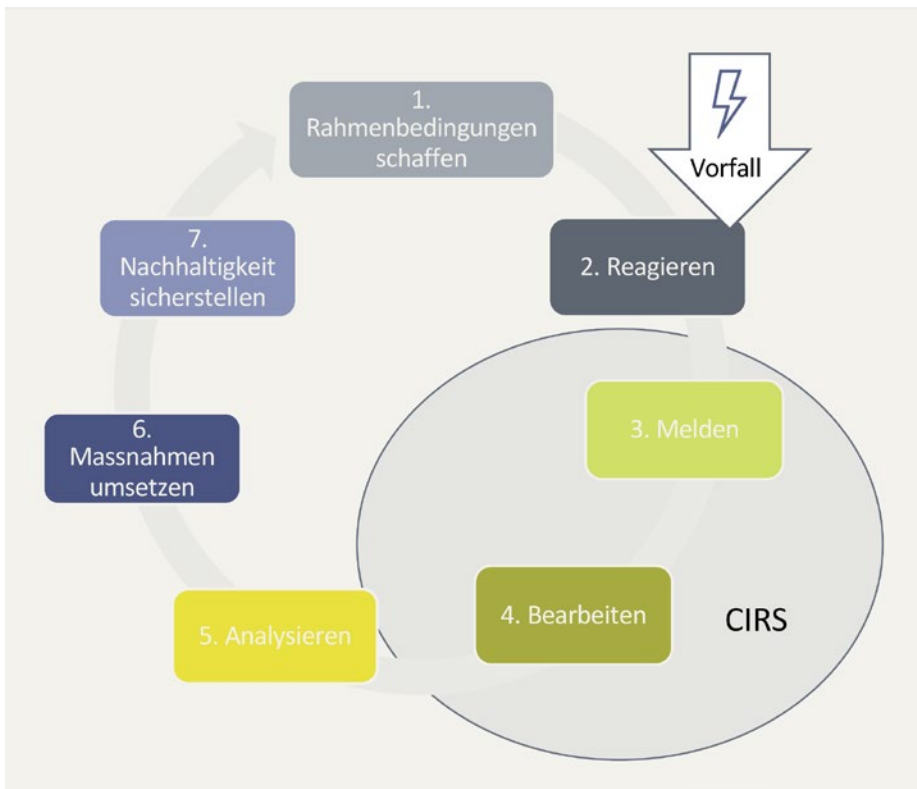 1.
Rahmenbedingungen
schaffen
Vorfall
2. Reagieren
3. Melden
4. Bearbeiten
CIRS
5. Analysieren
6.
Massnahmen
umsetzen
7.
Nachhaltigkeit
sicherstellen